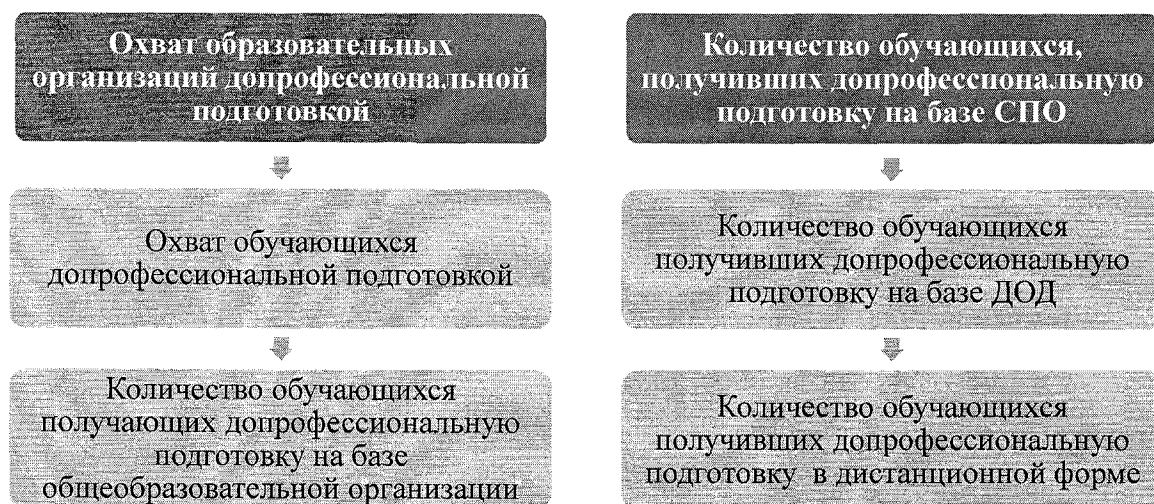 Охват образовательных
организаций допрофессиональной
подготовкой
Охват обучающихся
допрофессиональной подготовкой
Количество обучающихся
получающих допрофессиональную
подготовку на базе
общеобразовательной организации
Количество обучающихся,
получивших допрофессиональную
подготовку на базе СПО
Количество обучающихся
получивших допрофессиональную
подготовку на базе ДОД
Количество обучающихся
получивших допрофессиональную
подготовку в дистанционной форме